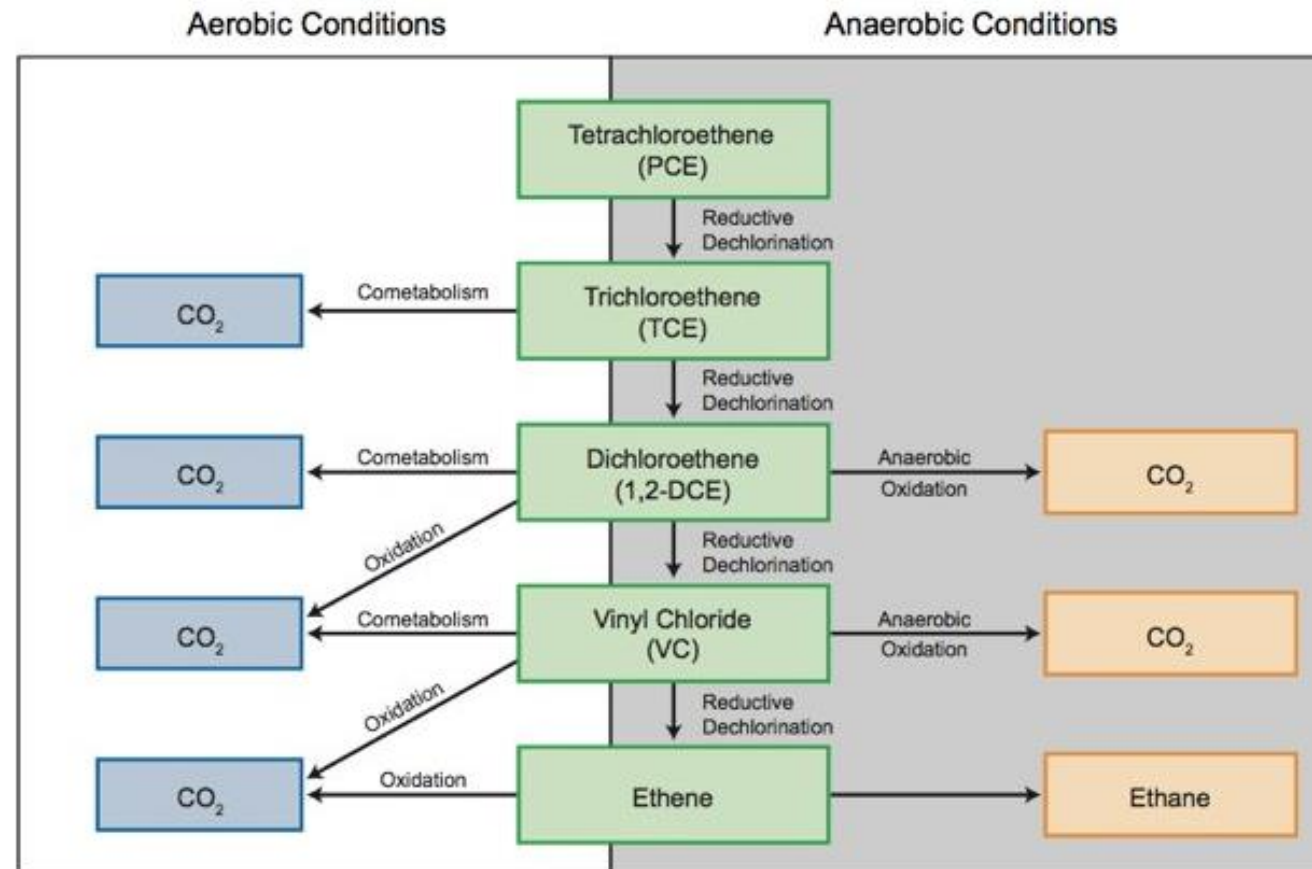 Aerobic Conditions
Anaerobic Conditions
Tetrachloroethene
(PCE)
Reductive
Dechlorination
CO₂
Cometabolism
Trichloroethene
(TCE)
Reductive
Dechlorination
CO₂
Cometabolism
Dichloroethene
(1,2-DCE)
Anaerobic
Oxidation
CO₂
Oxidation
Reductive
Dechlorination
CO₂
Cometabolism
Vinyl Chloride
(VC)
Anaerobic
Oxidation
CO₂
Oxidation
Reductive
Dechlorination
CO₂
Oxidation
Ethene
Ethane